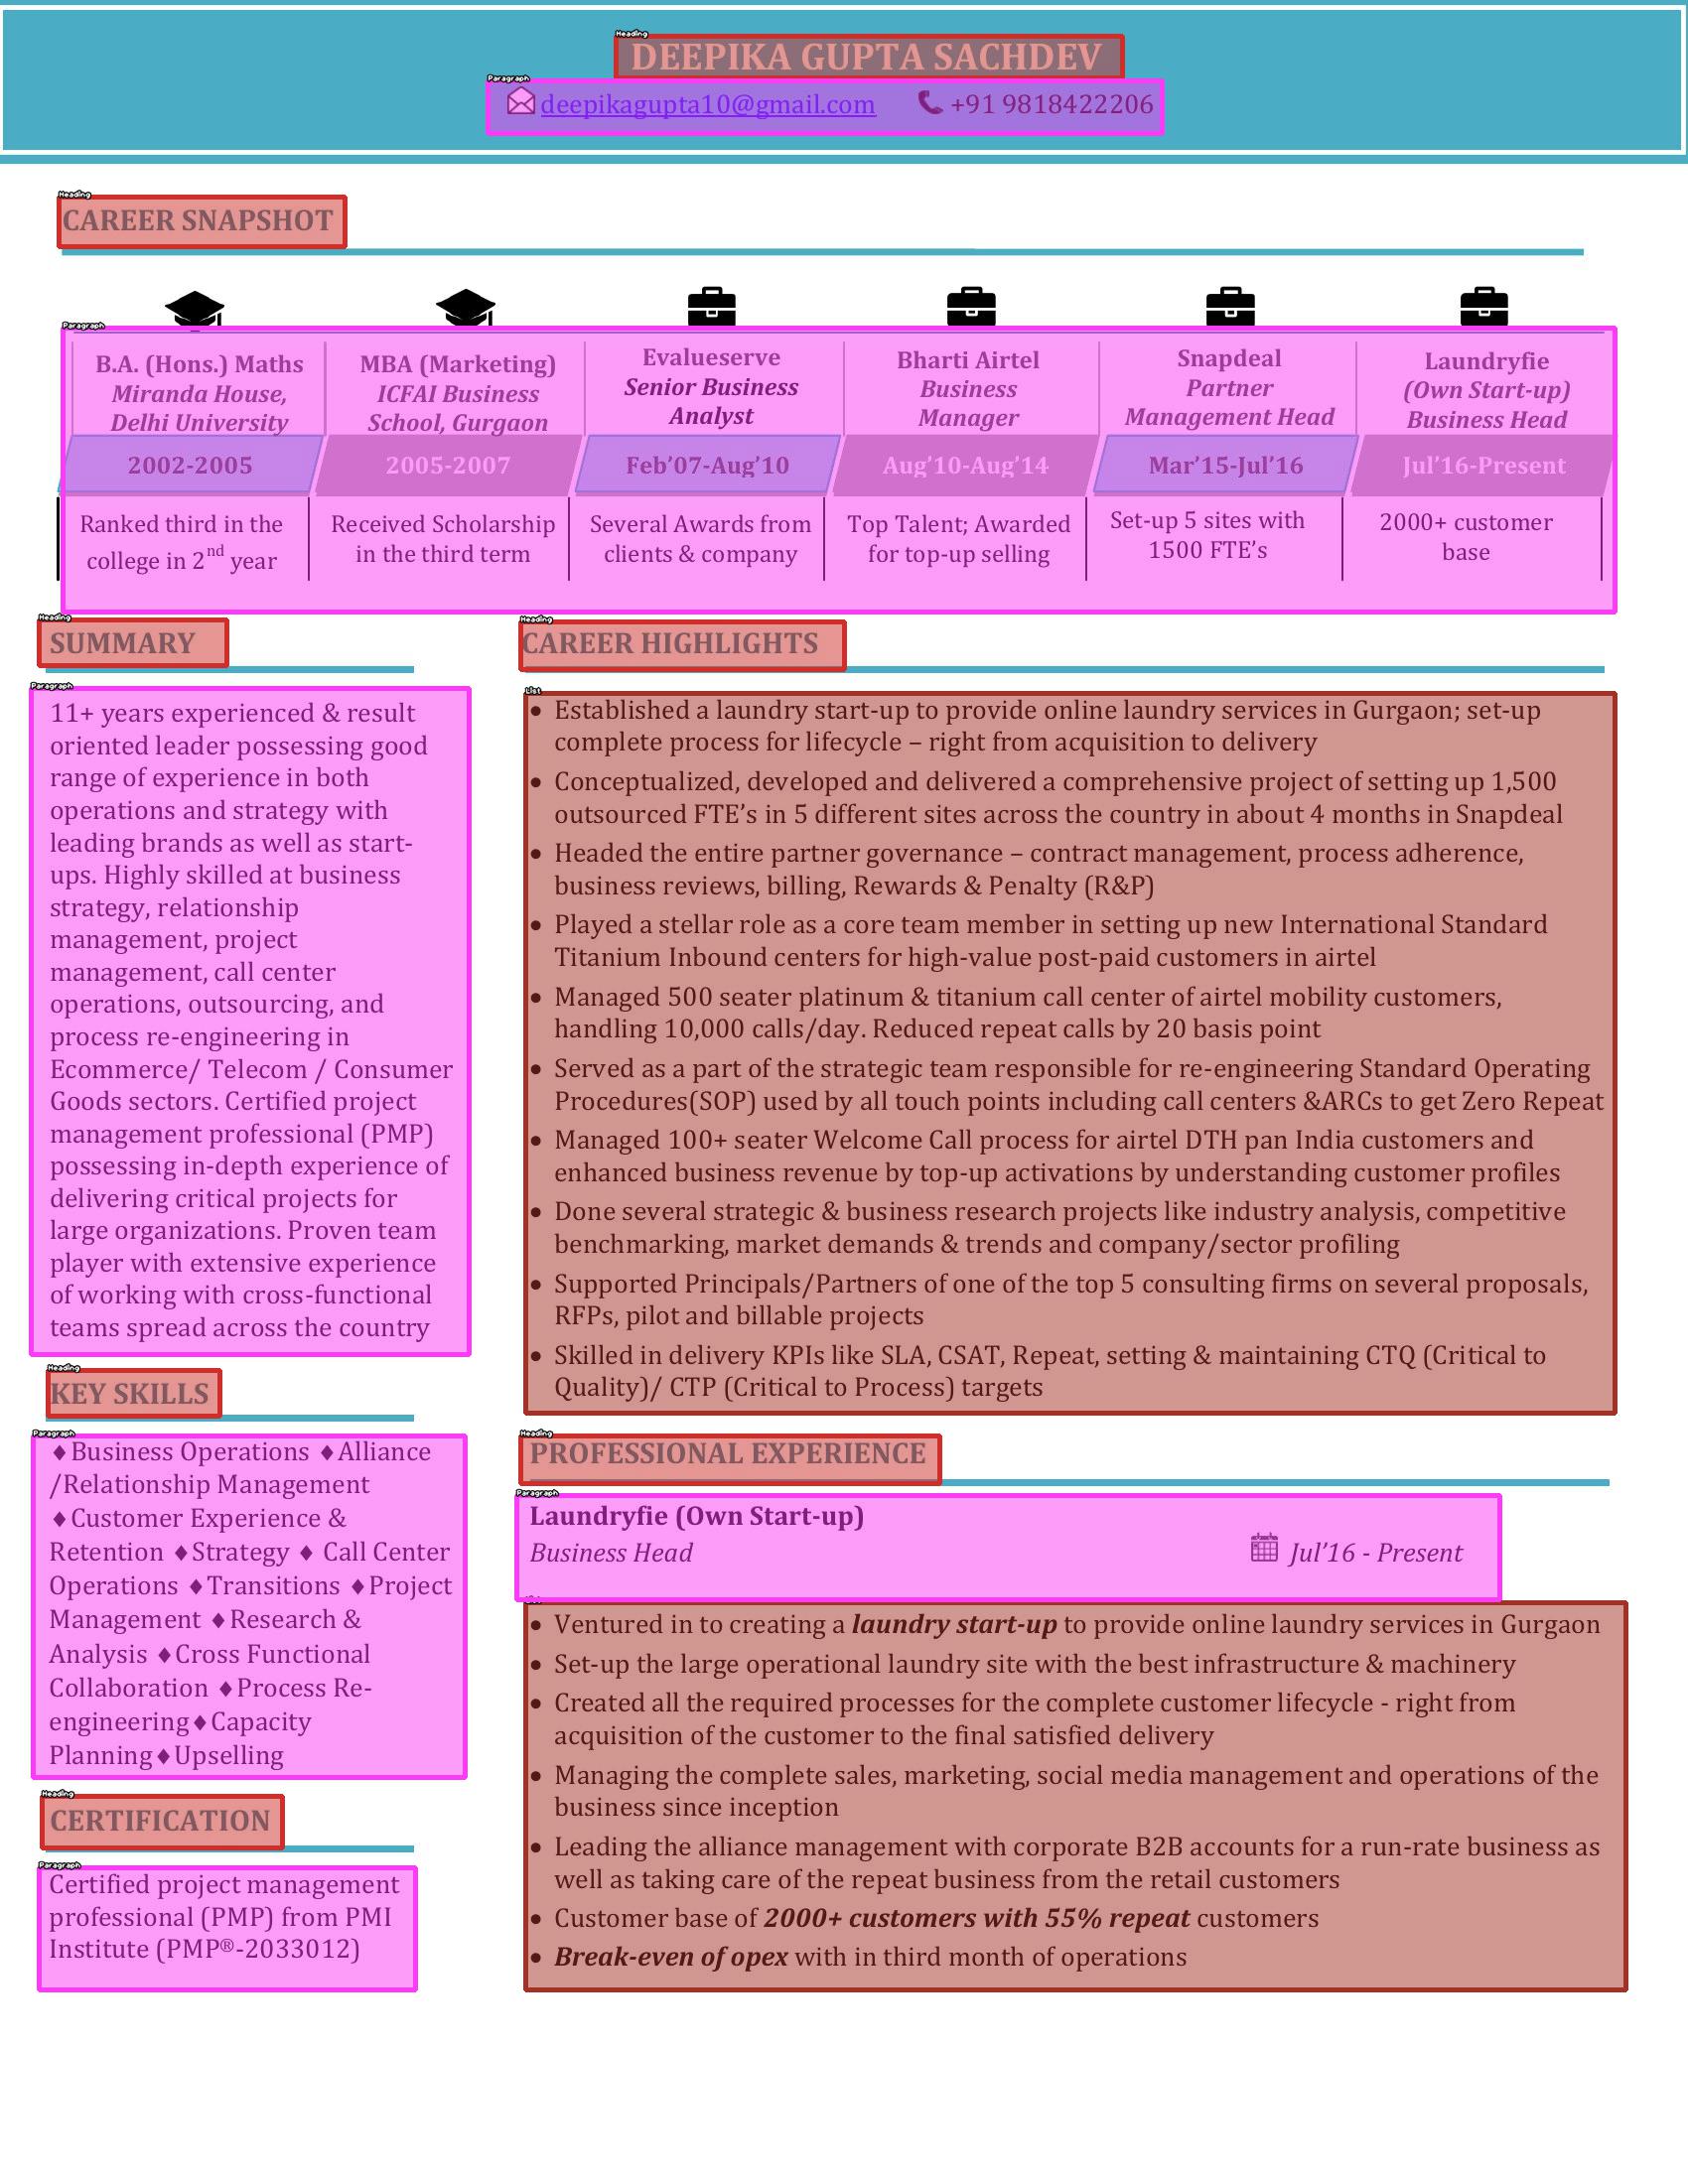 DEEPIKA GUPTA SACHDEV
deepikagupta10@gmail.com +91 9818422206
Heading
Paragraph
Heading
CAREER SNAPSHOT
Paragraph
B.A. (Hons.) Maths
Miranda House,
Delhi University
MBA (Marketing)
ICFAI Business
School, Gurgaon
Evalueserve
Senior Business
Analyst
Bharti Airtel
Business
Manager
Snapdeal
Partner
Management Head
Laundryfie
(Own Start-up)
Business Head
2002-2005
2005-2007
Feb’07-Aug’10
Aug’10-Aug’14
Mar’15-Jul’16
Jul’16-Present
Ranked third in the
college in 2nd year
Received Scholarship
in the third term
Several Awards from
clients & company
Top Talent; Awarded
for top-up selling
Set-up 5 sites with
1500 FTE’s
2000+ customer
base
Heading
SUMMARY
Paragraph
11+ years experienced & result
oriented leader possessing good
range of experience in both
operations and strategy with
leading brands as well as start-
ups. Highly skilled at business
strategy, relationship
management, project
management, call center
operations, outsourcing, and
process re-engineering in
Ecommerce/ Telecom / Consumer
Goods sectors. Certified project
management professional (PMP)
possessing in-depth experience of
delivering critical projects for
large organizations. Proven team
player with extensive experience
of working with cross-functional
teams spread across the country
Heading
KEY SKILLS
Paragraph
♦Business Operations ♦Alliance
/Relationship Management
♦Customer Experience &
Retention ♦Strategy ♦ Call Center
Operations ♦Transitions ♦Project
Management ♦Research &
Analysis ♦Cross Functional
Collaboration ♦Process Re-
engineering♦Capacity
Planning♦Upselling
Heading
CERTIFICATION
Paragraph
Certified project management
professional (PMP) from PMI
Institute (PMP®-2033012)
Heading
CAREER HIGHLIGHTS
List
• Established a laundry start-up to provide online laundry services in Gurgaon; set-up
complete process for lifecycle – right from acquisition to delivery
• Conceptualized, developed and delivered a comprehensive project of setting up 1,500
outsourced FTE’s in 5 different sites across the country in about 4 months in Snapdeal
• Headed the entire partner governance – contract management, process adherence,
business reviews, billing, Rewards & Penalty (R&P)
• Played a stellar role as a core team member in setting up new International Standard
Titanium Inbound centers for high-value post-paid customers in airtel
• Managed 500 seater platinum & titanium call center of airtel mobility customers,
handling 10,000 calls/day. Reduced repeat calls by 20 basis point
• Served as a part of the strategic team responsible for re-engineering Standard Operating
Procedures(SOP) used by all touch points including call centers &ARCs to get Zero Repeat
• Managed 100+ seater Welcome Call process for airtel DTH pan India customers and
enhanced business revenue by top-up activations by understanding customer profiles
• Done several strategic & business research projects like industry analysis, competitive
benchmarking, market demands & trends and company/sector profiling
• Supported Principals/Partners of one of the top 5 consulting firms on several proposals,
RFPs, pilot and billable projects
• Skilled in delivery KPIs like SLA, CSAT, Repeat, setting & maintaining CTQ (Critical to
Quality)/ CTP (Critical to Process) targets
Heading
PROFESSIONAL EXPERIENCE
Paragraph
Laundryfie (Own Start-up)
Business Head Jul’16 - Present
• Ventured in to creating a laundry start-up to provide online laundry services in Gurgaon
• Set-up the large operational laundry site with the best infrastructure & machinery
• Created all the required processes for the complete customer lifecycle - right from
acquisition of the customer to the final satisfied delivery
• Managing the complete sales, marketing, social media management and operations of the
business since inception
• Leading the alliance management with corporate B2B accounts for a run-rate business as
well as taking care of the repeat business from the retail customers
• Customer base of 2000+ customers with 55% repeat customers
• Break-even of opex with in third month of operations